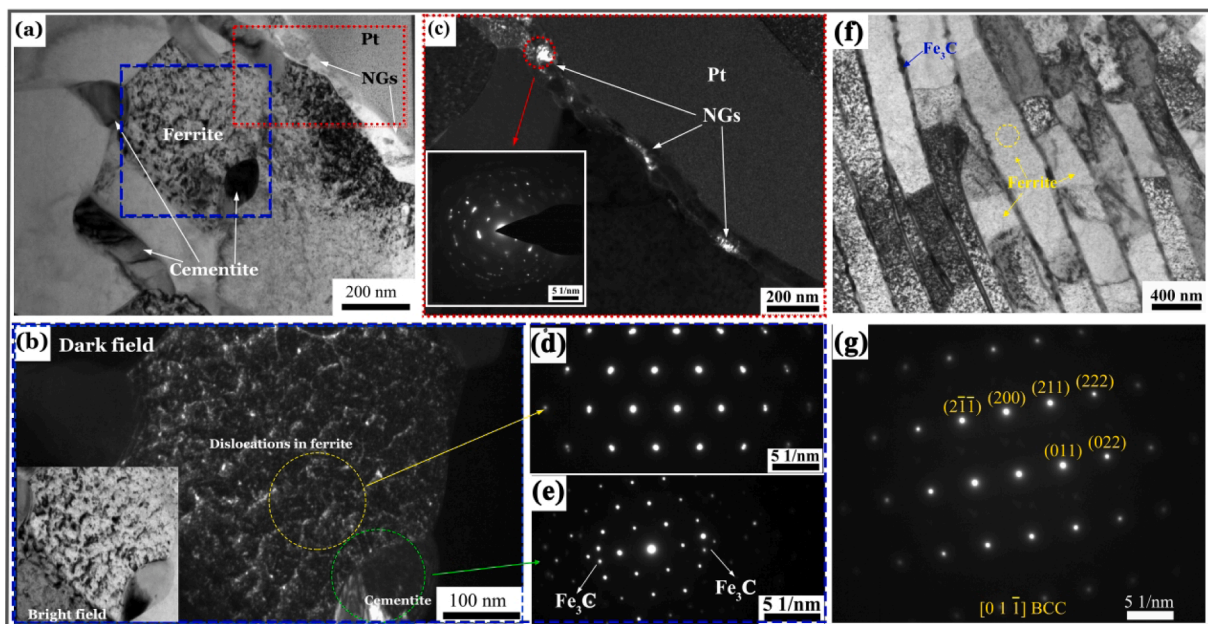 (a)
Pt
NGs
Ferrite
Cementite
200 nm
(b) Dark field
Dislocations in ferrite
Bright field
Cementite
100 nm
(c)
Pt
NGs
5 1/nm
200 nm
(d)
5 1/nm
(e)
Fe₃C
Fe₃C
5 1/nm
(f)
Fe₃C
Ferrite
400 nm
(g)
(21̅1̅) (200) (211) (222)
(011) (022)
[0 1 1̅] BCC
5 1/nm